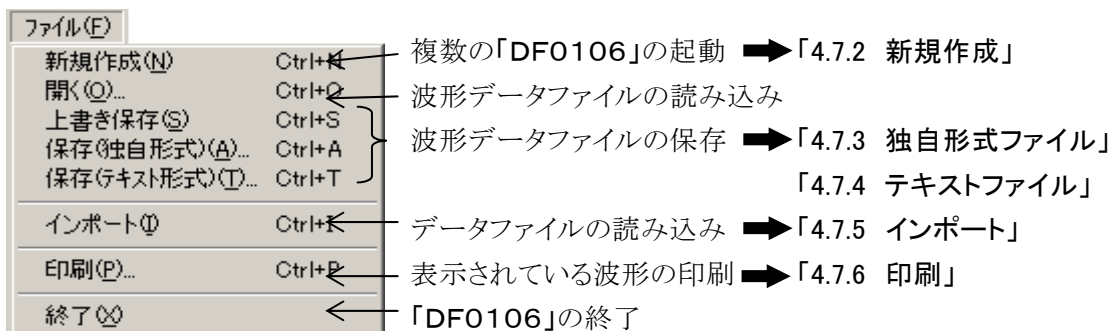 ファイル(F)
新規作成(N) Ctrl+N 複数の「DF0106」の起動 「4.7.2 新規作成」
開く(O)... Ctrl+O 波形データファイルの読み込み
上書き保存(S) Ctrl+S
保存(独自形式)(A)... Ctrl+A 波形データファイルの保存 「4.7.3 独自形式ファイル」
保存(テキスト形式)(T)... Ctrl+T 「4.7.4 テキストファイル」
インポート(I) Ctrl+I データファイルの読み込み 「4.7.5 インポート」
印刷(P)... Ctrl+P 表示されている波形の印刷 「4.7.6 印刷」
終了(X) 「DF0106」の終了